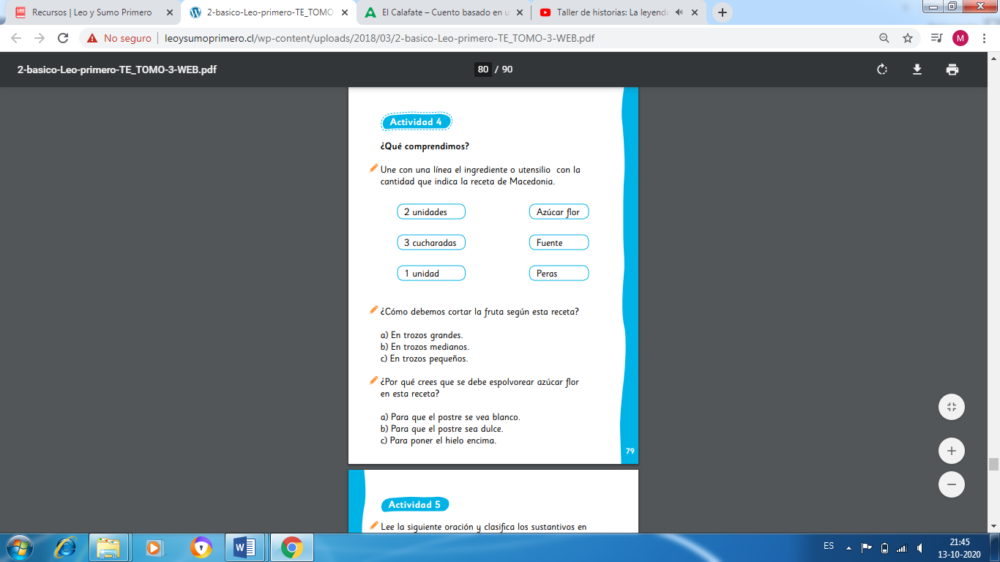 Recursos | Leo y Sumo Primero
2-basico-Leo-primero-TE_TOMO
El Calafate – Cuento basado en u
Taller de historias: La leyenda
No seguro
leoysumoprimero.cl/wp-content/uploads/2018/03/2-basico-Leo-primero-TE_TOMO-3-WEB.pdf
M
2-basico-Leo-primero-TE_TOMO-3-WEB.pdf
80 / 90
Actividad 4
¿Qué comprendimos?
Une con una línea el ingrediente o utensilio con la
cantidad que indica la receta de Macedonia.
2 unidades
Azúcar flor
3 cucharadas
Fuente
1 unidad
Peras
¿Cómo debemos cortar la fruta según esta receta?
a) En trozos grandes.
b) En trozos medianos.
c) En trozos pequeños.
¿Por qué crees que se debe espolvorear azúcar flor
en esta receta?
a) Para que el postre se vea blanco.
b) Para que el postre sea dulce.
c) Para poner el hielo encima.
79
Actividad 5
Lee la siguiente oración y clasifica los sustantivos en
ES
21:45
13-10-2020